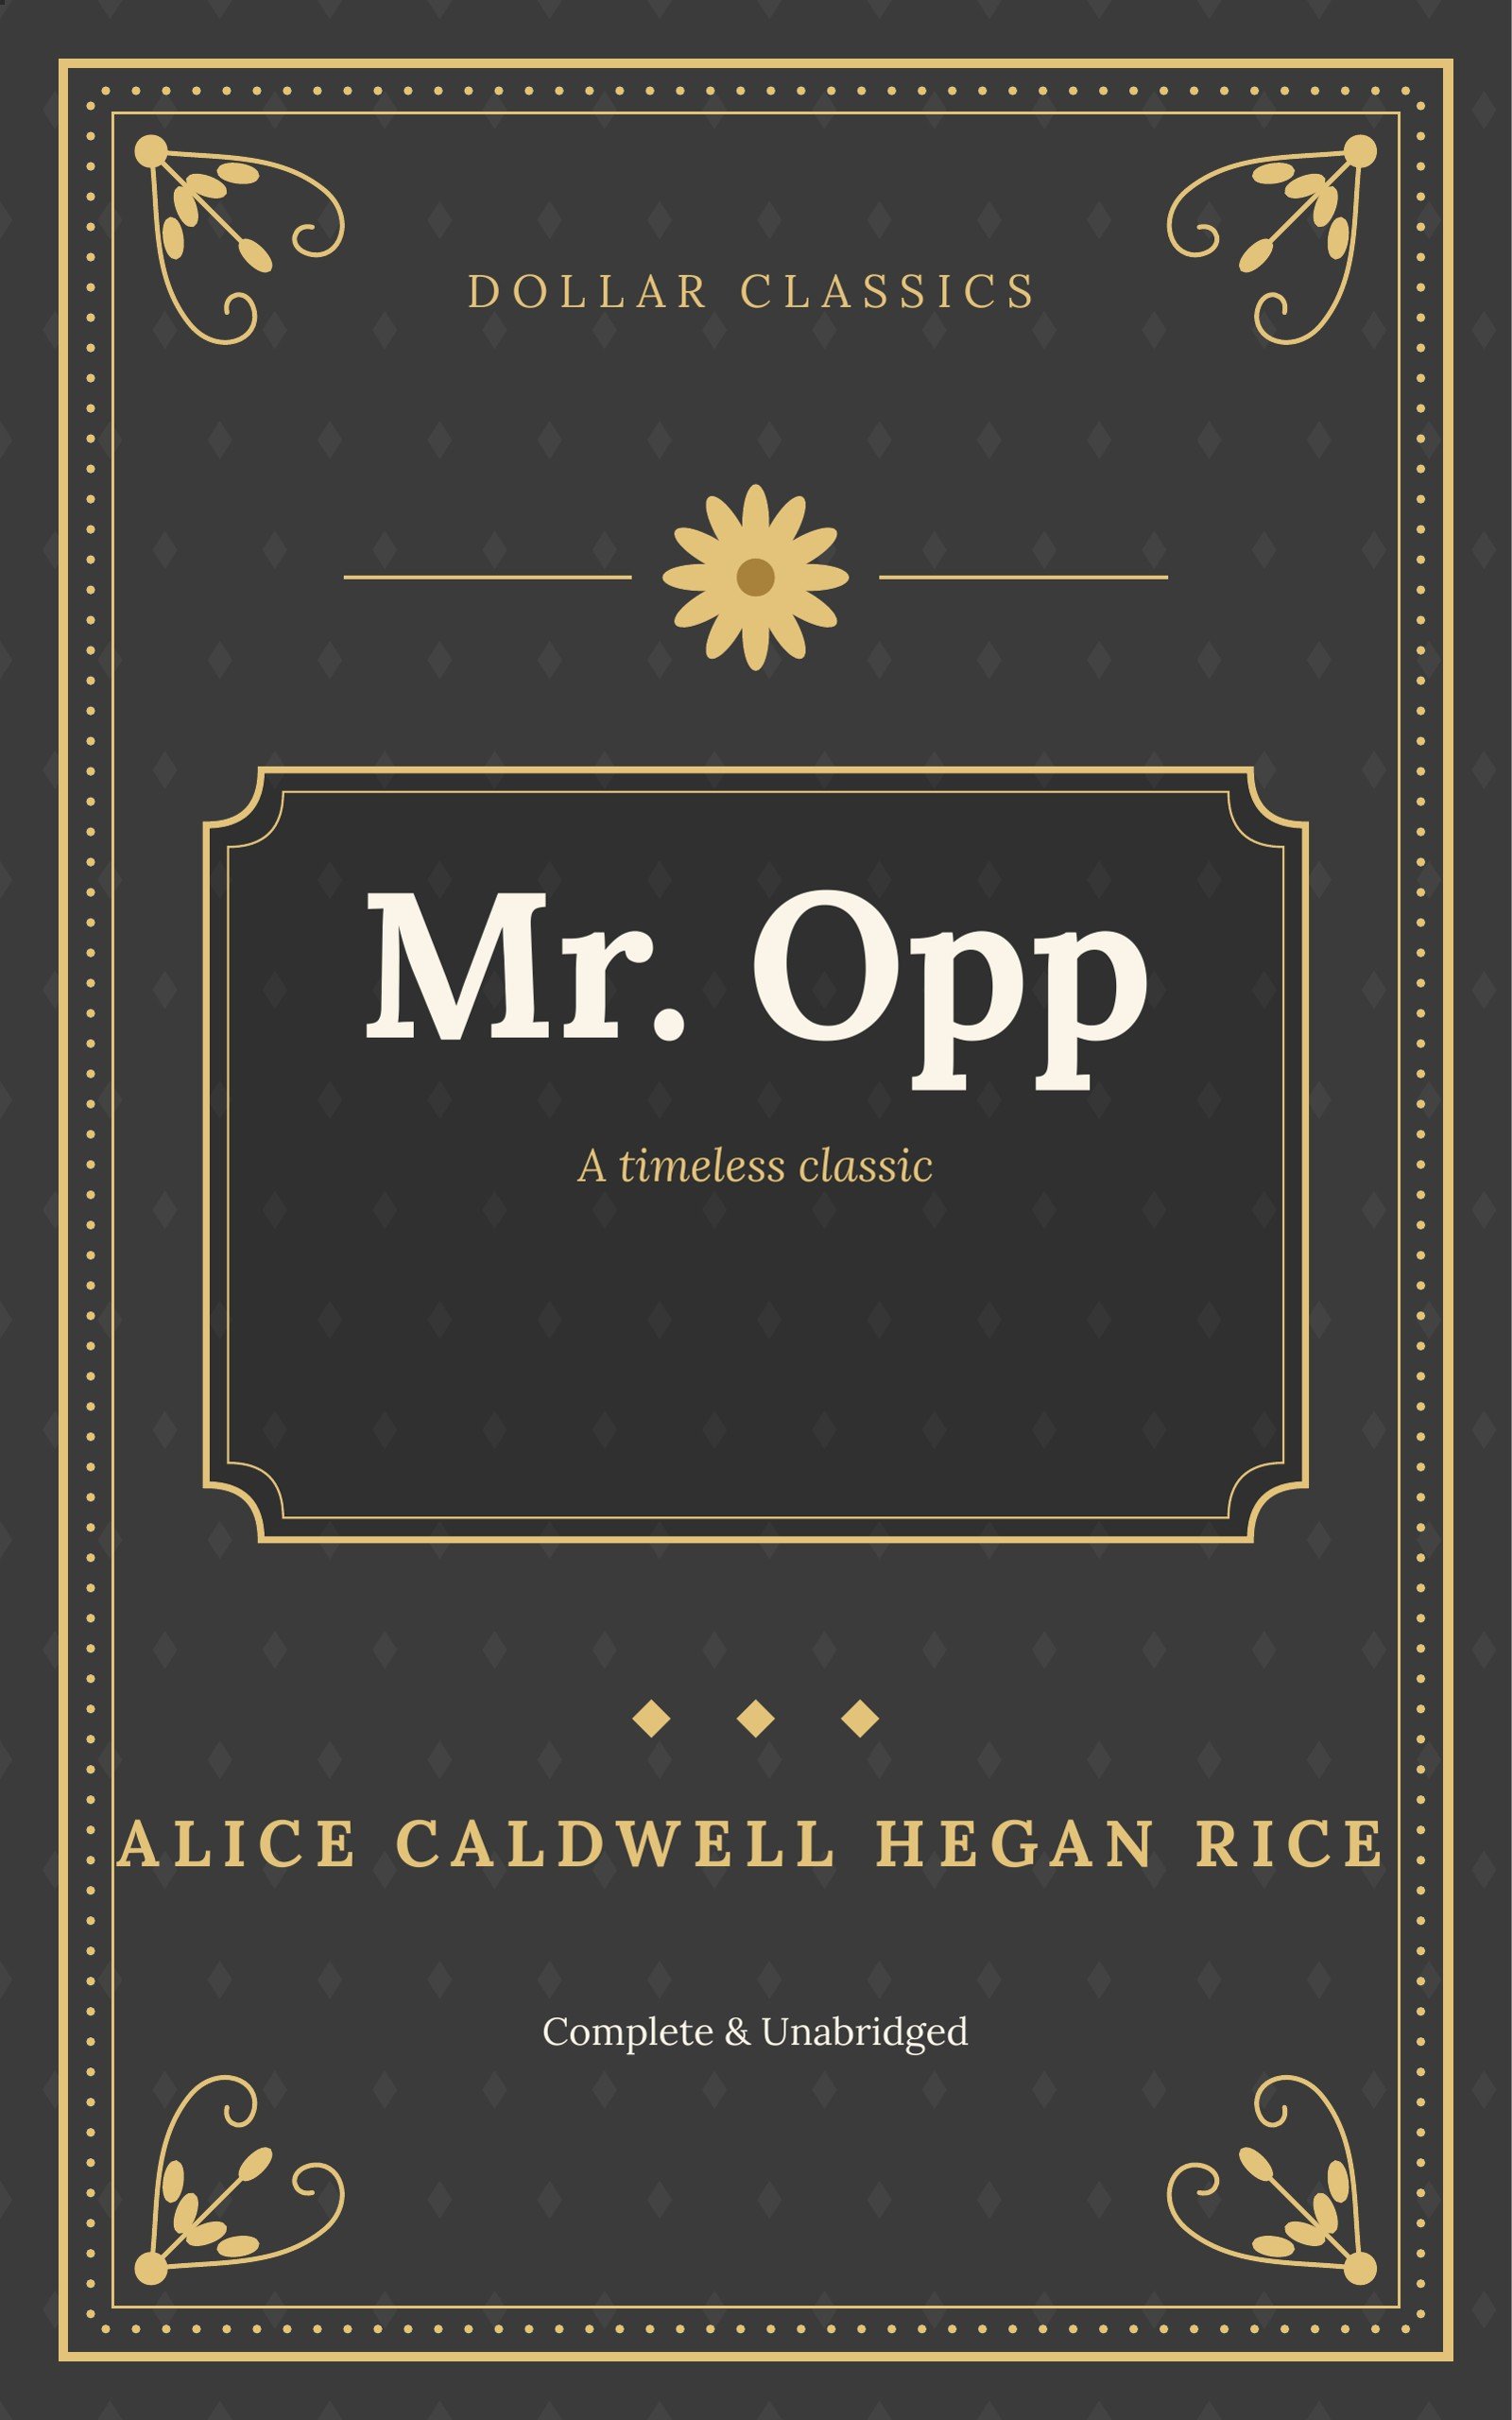 DOLLAR CLASSICS
Mr. Opp
A timeless classic
ALICE CALDWELL HEGAN RICE
Complete & Unabridged